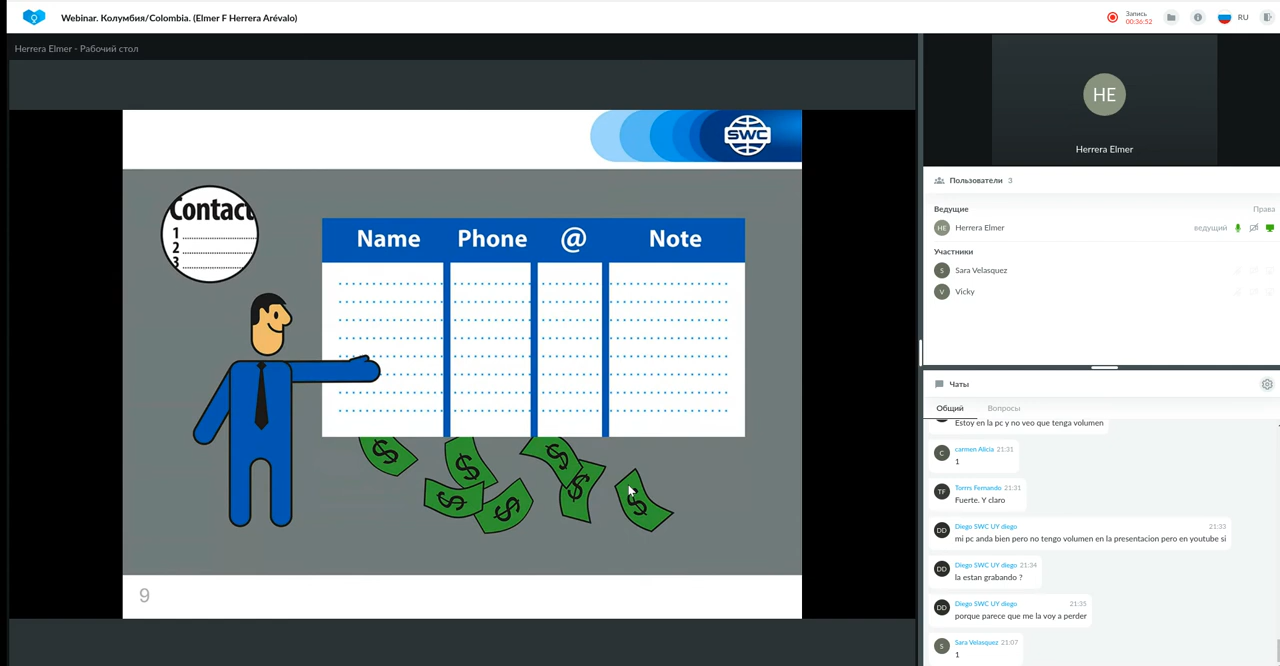 Webinar. Колумбия/Colombia. (Elmer F Herrera Arévalo)
Запись
00:36:52
RU
Herrera Elmer - Рабочий стол
SWC
Contact
1
2
3
Name Phone @ Note
$ $ $ $ $ $ $
9
HE
Herrera Elmer
Пользователи 3
Ведущие Права
HE Herrera Elmer ведущий
Участники
S Sara Velasquez
V Vicky
Чаты
Общий Вопросы
Estoy en la pc y no veo que tenga volumen
C carmen Alicia 21:31
1
TF Torrrs Fernando 21:31
Fuerte. Y claro
DD Diego SWC UY diego 21:33
mi pc anda bien pero no tengo volumen en la presentacion pero en youtube si
DD Diego SWC UY diego 21:34
la estan grabando ?
DD Diego SWC UY diego 21:35
porque parece que me la voy a perder
S Sara Velasquez 21:07
1